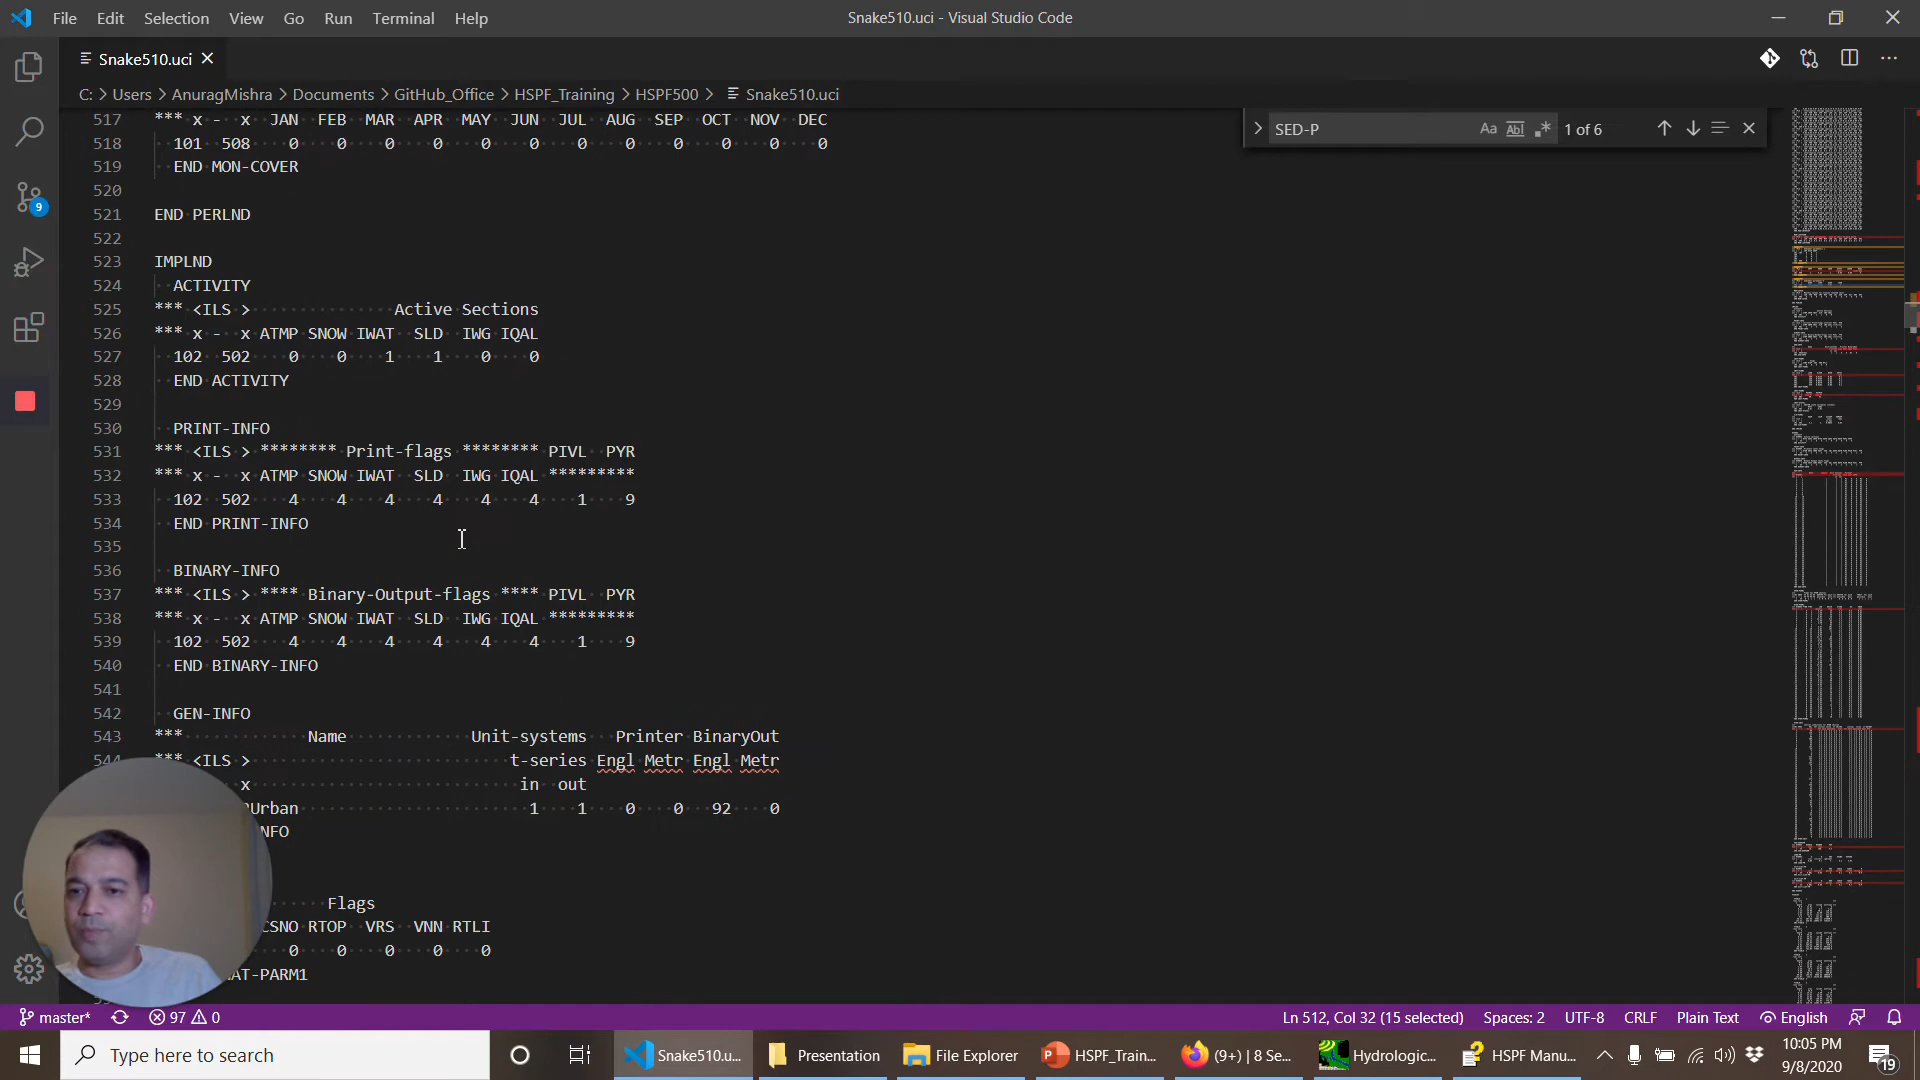 File Edit Selection View Go Run Terminal Help
Snake510.uci - Visual Studio Code
Snake510.uci
C: > Users > AnuragMishra > Documents > GitHub_Office > HSPF_Training > HSPF500 > Snake510.uci
SED-P Aa Abl 1 of 6
517 *** x - x JAN FEB MAR APR MAY JUN JUL AUG SEP OCT NOV DEC
518 101 508 0 0 0 0 0 0 0 0 0 0 0 0
519 END MON-COVER
520
521 END PERLND
522
523 IMPLND
524 ACTIVITY
525 *** <ILS > Active Sections
526 *** x - x ATMP SNOW IWAT SLD IWG IQAL
527 102 502 0 0 1 1 0 0
528 END ACTIVITY
529
530 PRINT-INFO
531 *** <ILS > ******** Print-flags ******** PIVL PYR
532 *** x - x ATMP SNOW IWAT SLD IWG IQAL *********
533 102 502 4 4 4 4 4 4 1 9
534 END PRINT-INFO
535
536 BINARY-INFO
537 *** <ILS > **** Binary-Output-flags **** PIVL PYR
538 *** x - x ATMP SNOW IWAT SLD IWG IQAL *********
539 102 502 4 4 4 4 4 4 1 9
540 END BINARY-INFO
541
542 GEN-INFO
543 *** Name Unit-systems Printer BinaryOut
544 *** <ILS > t-series Engl Metr Engl Metr
x in out
Urban 1 1 0 0 92 0
NFO
Flags
CSNO RTOP VRS VNN RTLI
0 0 0 0 0
AT-PARM1
9
master* 97 0
Ln 512, Col 32 (15 selected) Spaces: 2 UTF-8 CRLF Plain Text English
Type here to search
Snake510.u...
Presentation
File Explorer
HSPF_Train...
(9+) | 8 Se...
Hydrologic...
HSPF Manu...
10:05 PM
9/8/2020
19